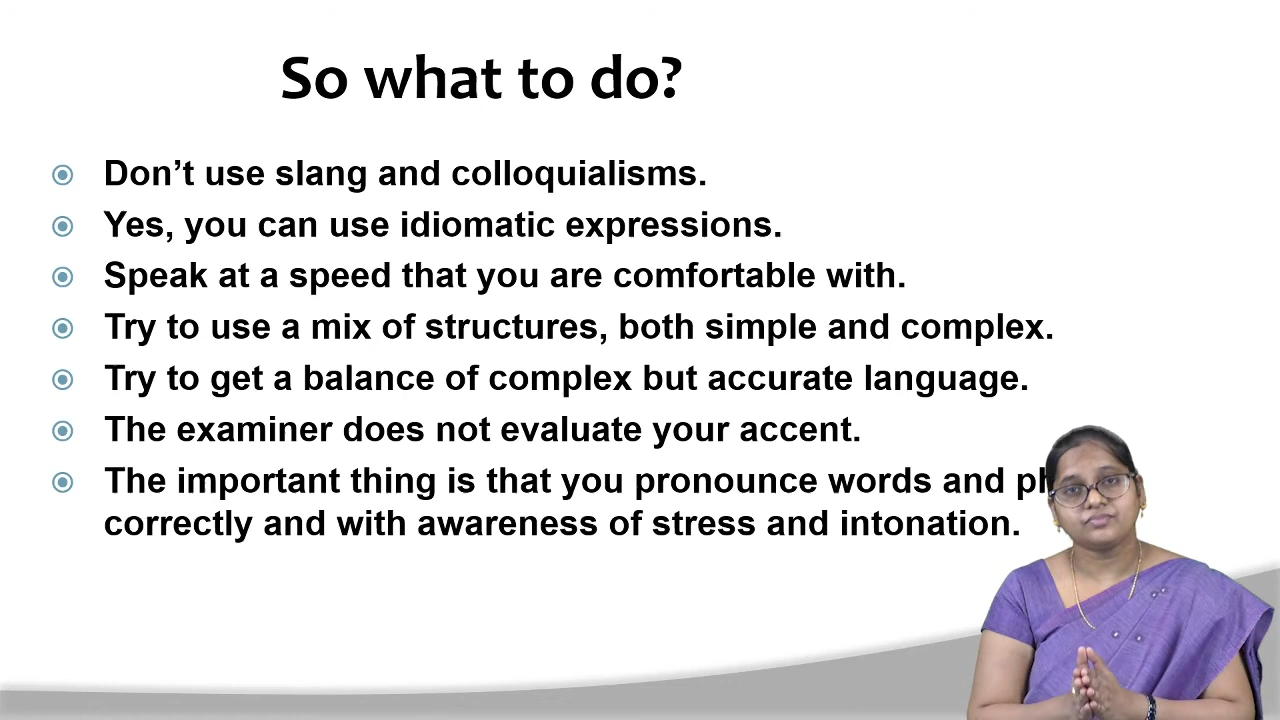 So what to do?
Don’t use slang and colloquialisms.
Yes, you can use idiomatic expressions.
Speak at a speed that you are comfortable with.
Try to use a mix of structures, both simple and complex.
Try to get a balance of complex but accurate language.
The examiner does not evaluate your accent.
The important thing is that you pronounce words and
correctly and with awareness of stress and intonation.